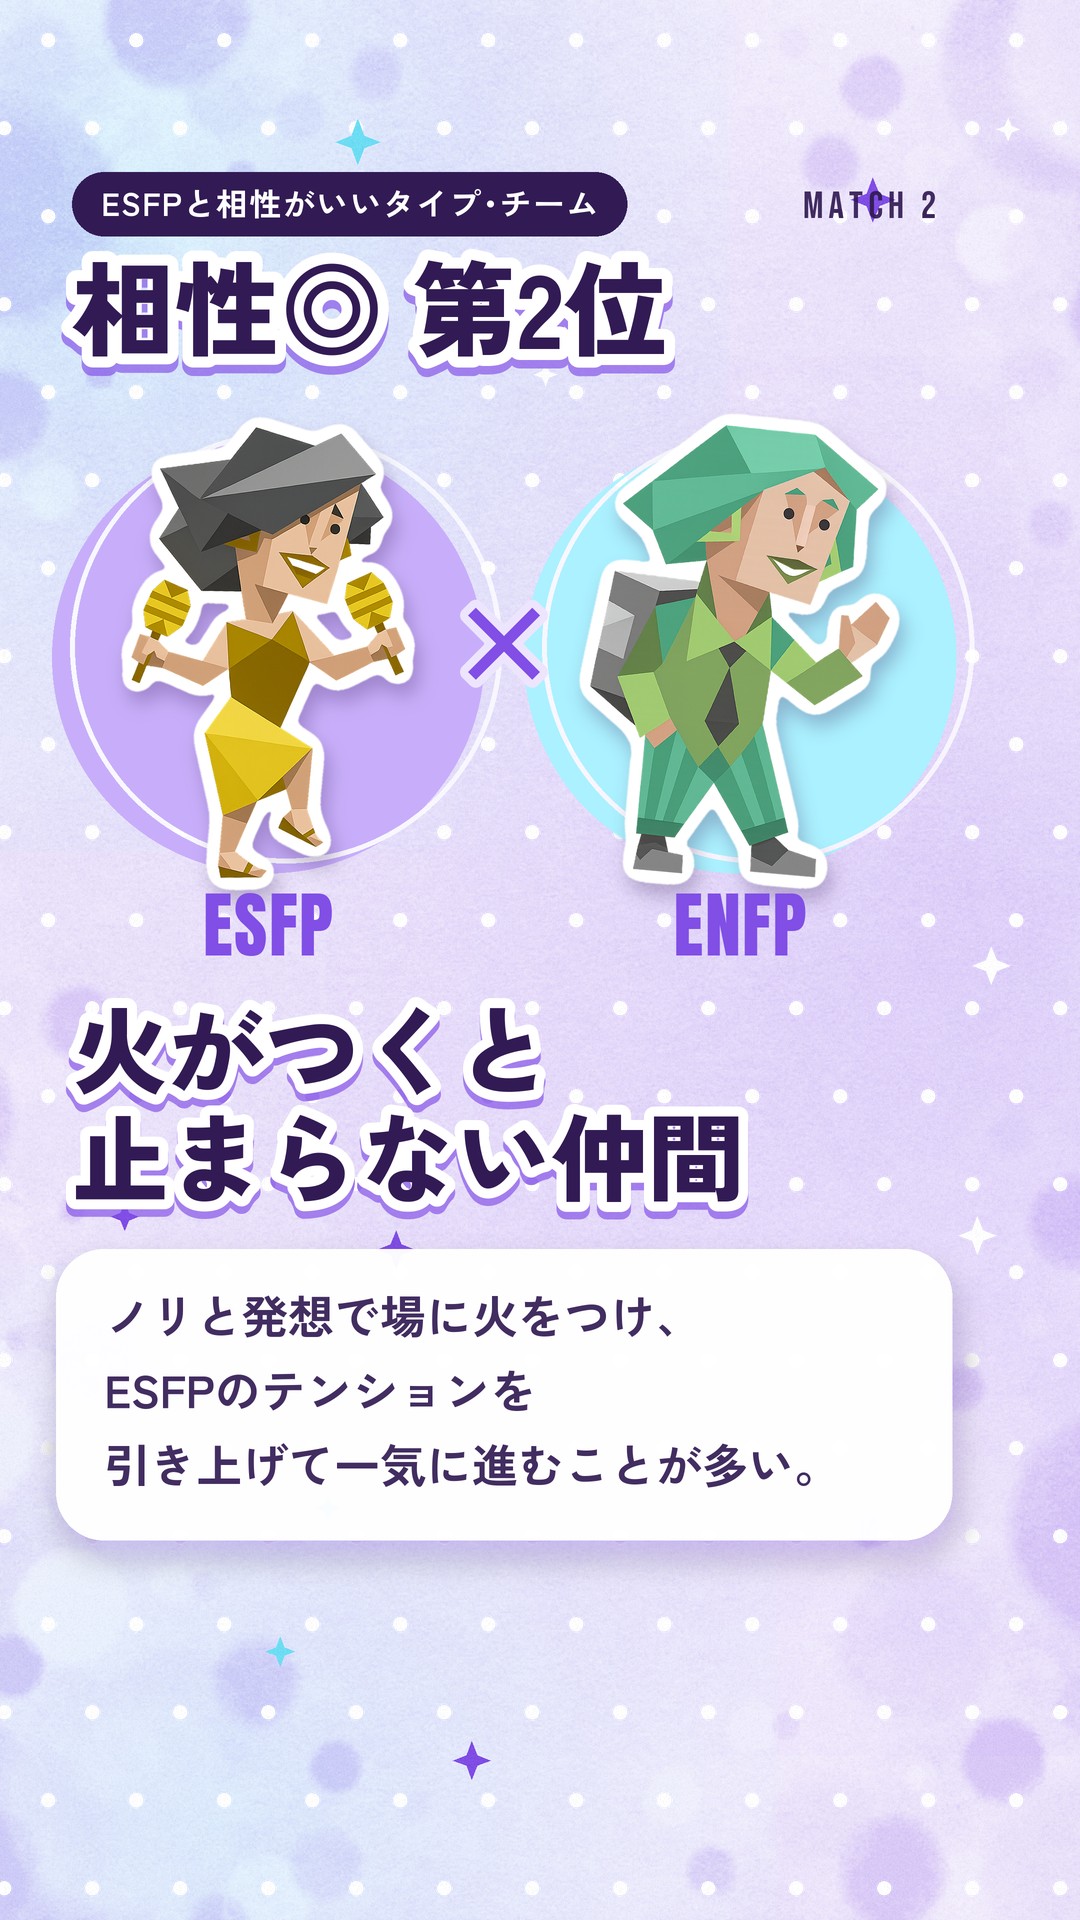 ESFPと相性がいいタイプ・チーム
MATCH 2
相性◎ 第2位
×
ESFP
ENFP
火がつくと
止まらない仲間
ノリと発想で場に火をつけ、
ESFPのテンションを
引き上げて一気に進むことが多い。